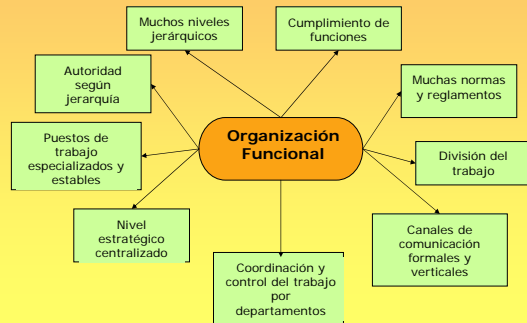 Muchos niveles
jerárquicos
Cumplimiento de
funciones
Autoridad
según
jerarquía
Muchas normas
y reglamentos
Organización
Funcional
Puestos de
trabajo
especializados y
estables
División del
trabajo
Nivel
estratégico
centralizado
Canales de
comunicación
formales y
verticales
Coordinación y
control del trabajo
por
departamentos